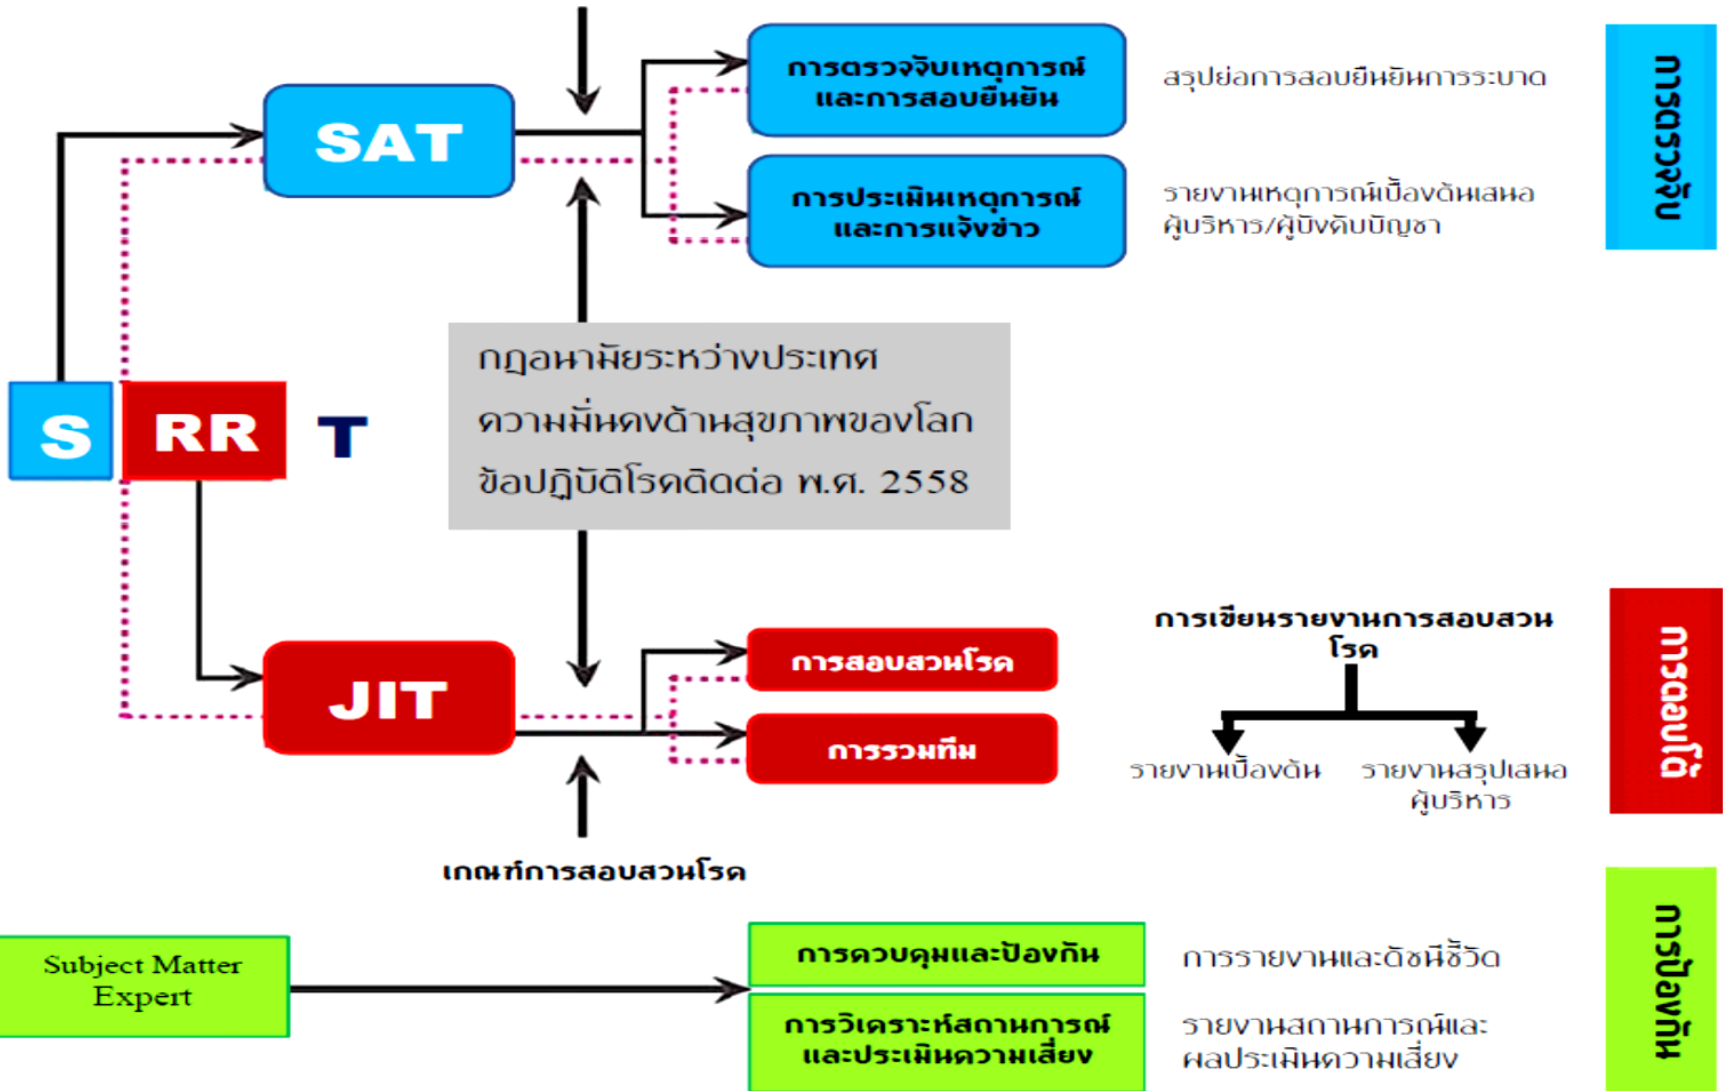 การตรวจจับเหตุการณ์
และการสอบยืนยัน
สรุปย่อการสอบยืนยันการระบาด
การตรวจจับ
SAT
การประเมินเหตุการณ์
และการแจ้งข่าว
รายงานเหตุการณ์เบื้องต้นเสนอ
ผู้บริหาร/ผู้บังคับบัญชา
กฎอนามัยระหว่างประเทศ
ความมั่นคงด้านสุขภาพของโลก
ข้อปฏิบัติโรคติดต่อ พ.ศ. 2558
S RR T
JIT
การสอบสวนโรค
การรวมทีม
การเขียนรายงานการสอบสวน
โรค
รายงานเบื้องต้น
รายงานสรุปเสนอ
ผู้บริหาร
การตอบโต้
เกณฑ์การสอบสวนโรค
Subject Matter
Expert
การควบคุมและป้องกัน
การรายงานและดัชนีชี้วัด
การวิเคราะห์สถานการณ์
และประเมินความเสี่ยง
รายงานสถานการณ์และ
ผลประเมินความเสี่ยง
การป้องกัน